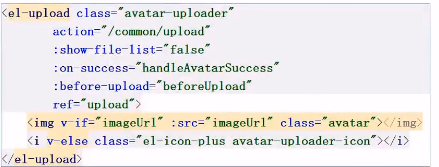 <el-upload class="avatar-uploader"
action="/common/upload"
:show-file-list="false"
:on-success="handleAvatarSuccess"
:before-upload="beforeUpload"
ref="upload">
<img v-if="imageUrl" :src="imageUrl" class="avatar"></img>
<i v-else class="el-icon-plus avatar-uploader-icon"></i>
</el-upload>